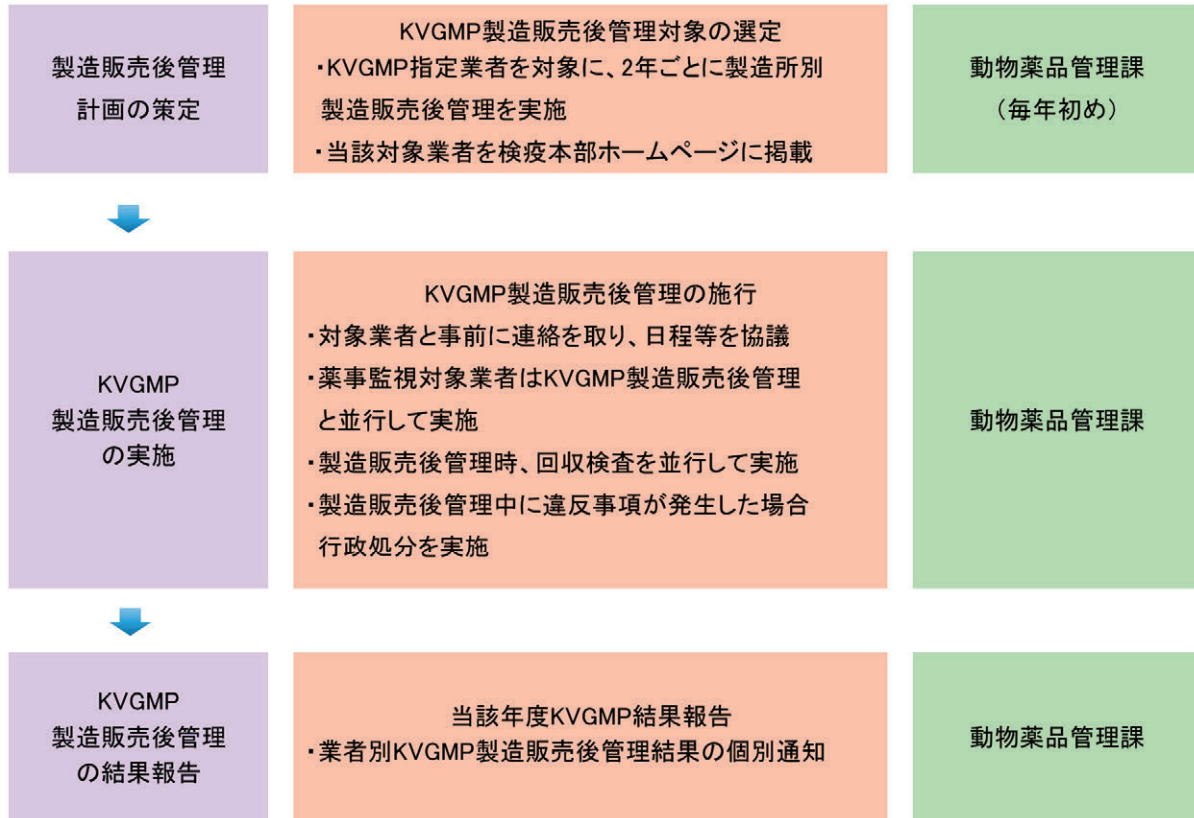 製造販売後管理
計画の策定
KVGMP製造販売後管理対象の選定
・KVGMP指定業者を対象に、2年ごとに製造所別
製造販売後管理を実施
・当該対象業者を検疫本部ホームページに掲載
動物薬品管理課
（毎年初め）
KVGMP
製造販売後管理
の実施
KVGMP製造販売後管理の施行
・対象業者と事前に連絡を取り、日程等を協議
・薬事監視対象業者はKVGMP製造販売後管理
と並行して実施
・製造販売後管理時、回収検査を並行して実施
・製造販売後管理中に違反事項が発生した場合
行政処分を実施
動物薬品管理課
KVGMP
製造販売後管理
の結果報告
当該年度KVGMP結果報告
・業者別KVGMP製造販売後管理結果の個別通知
動物薬品管理課